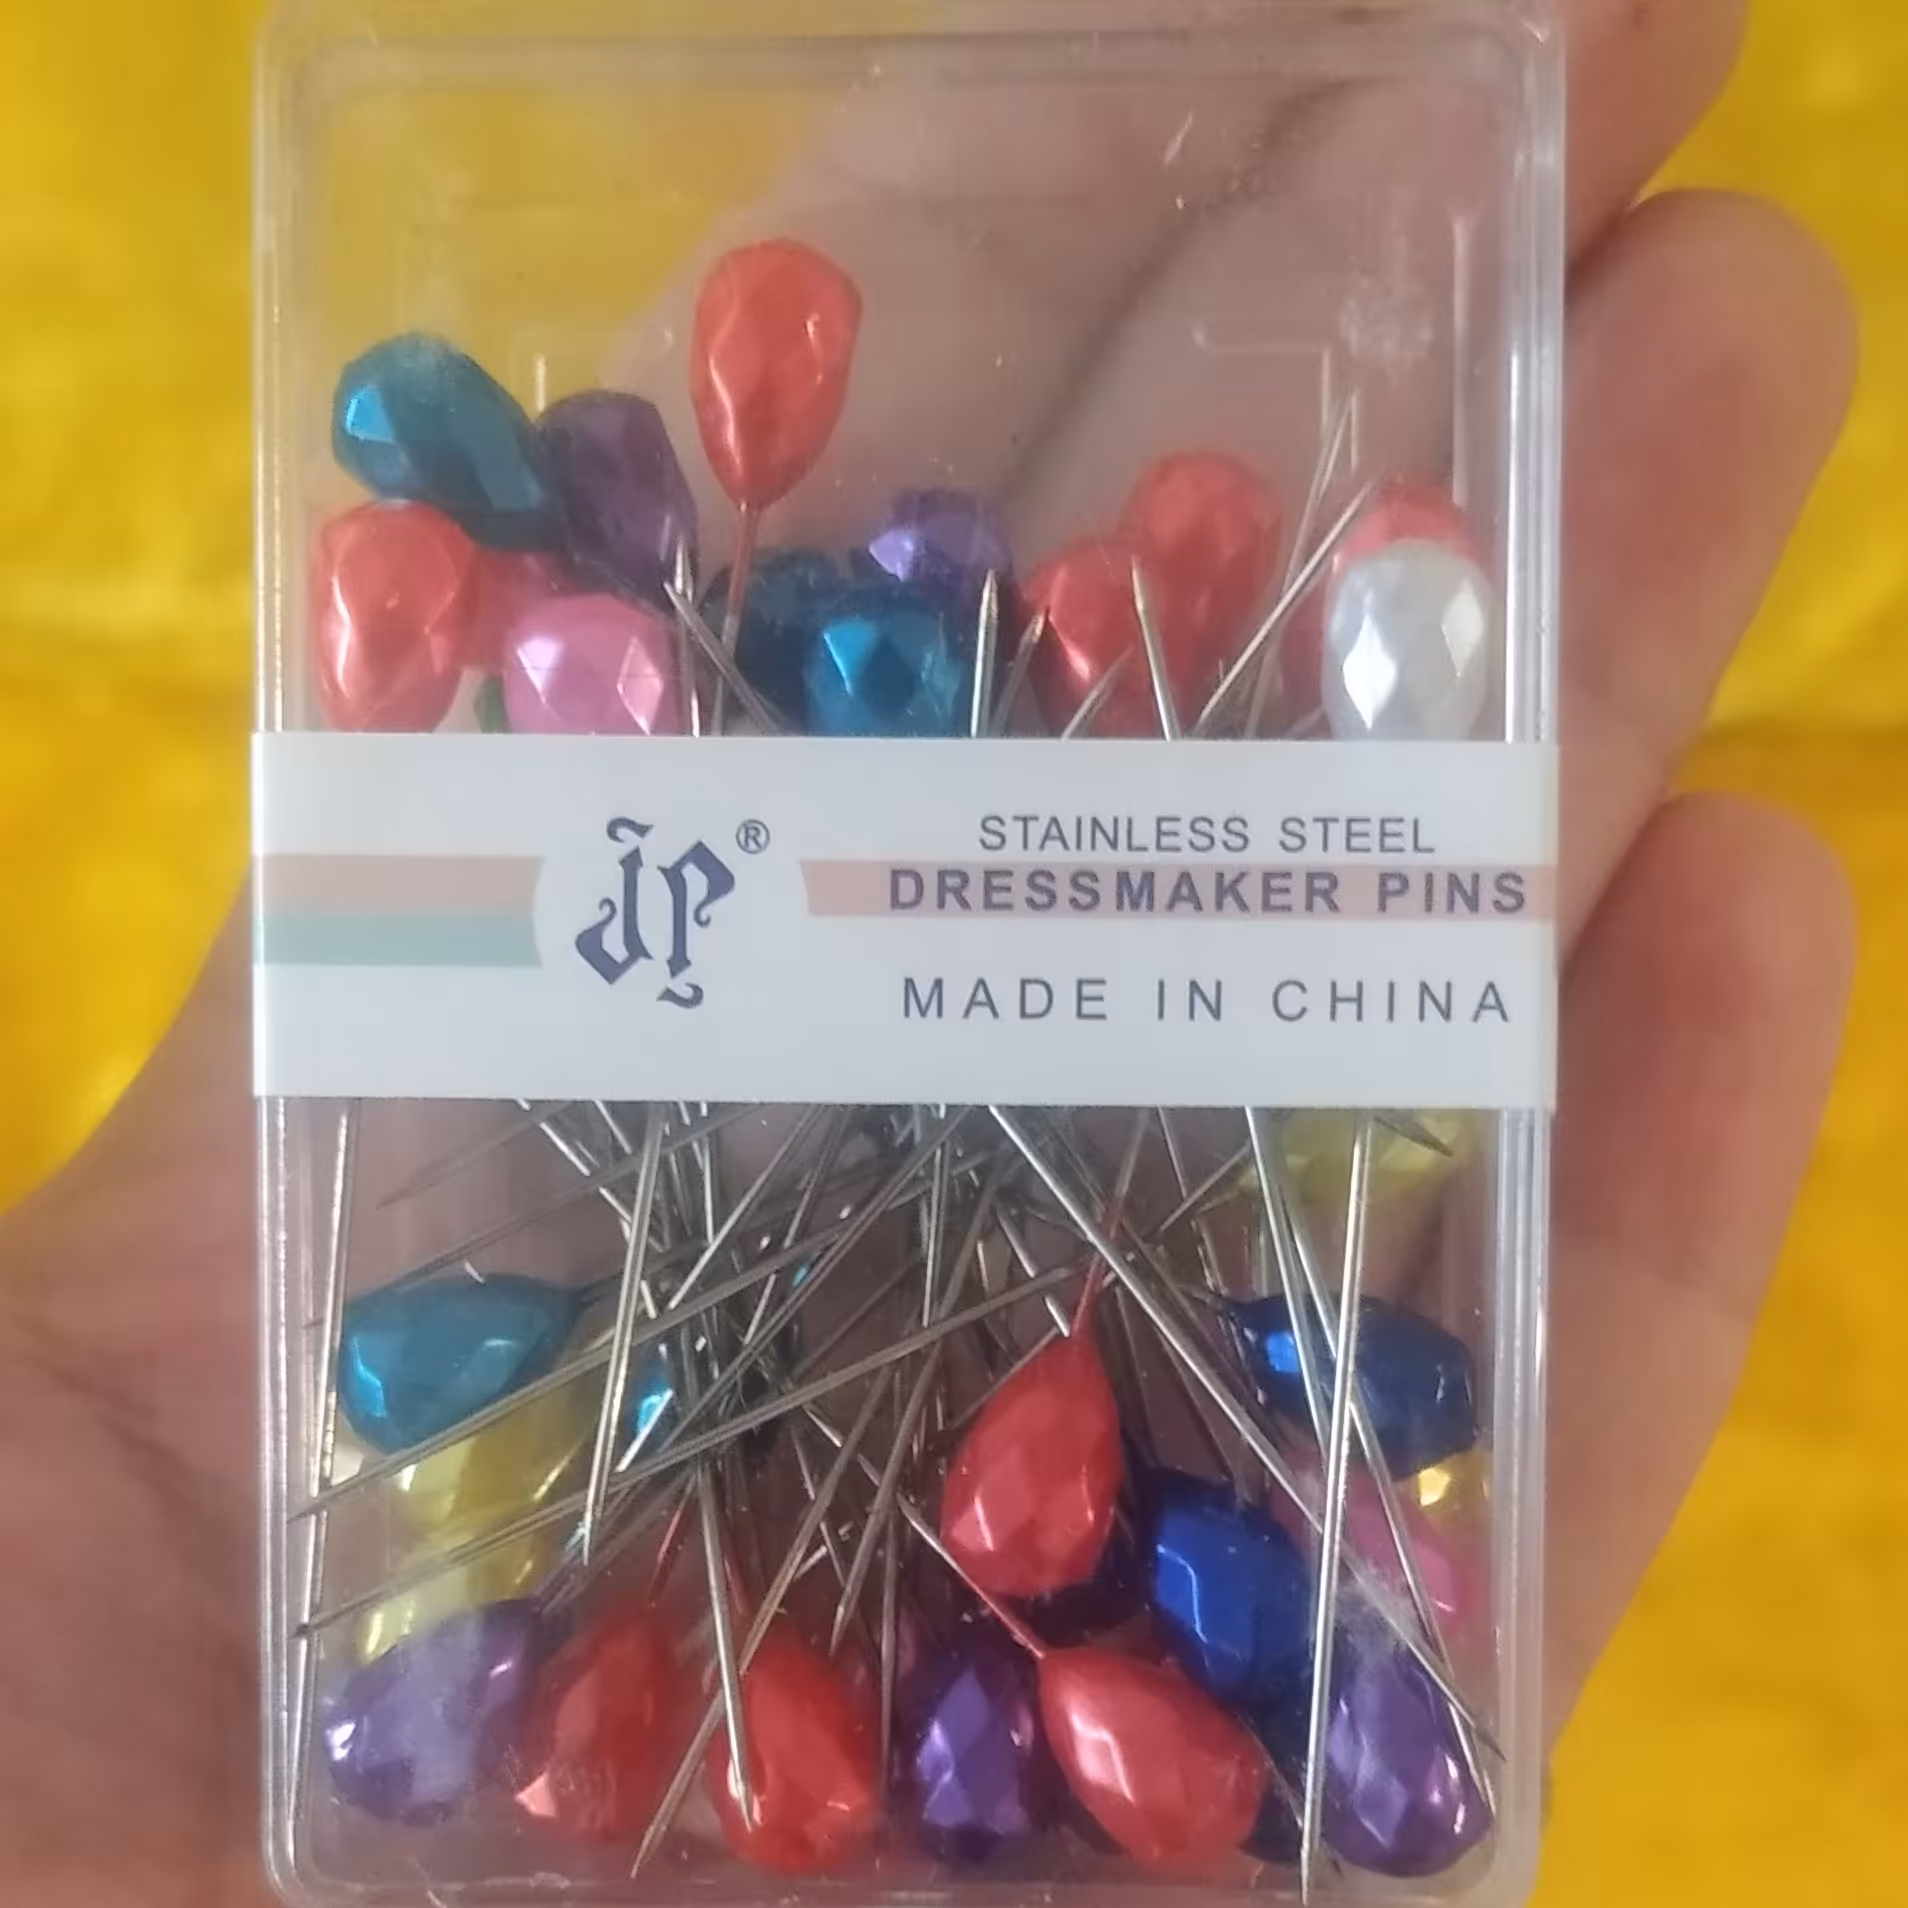 JP®
STAINLESS STEEL
DRESSMAKER PINS
MADE IN CHINA